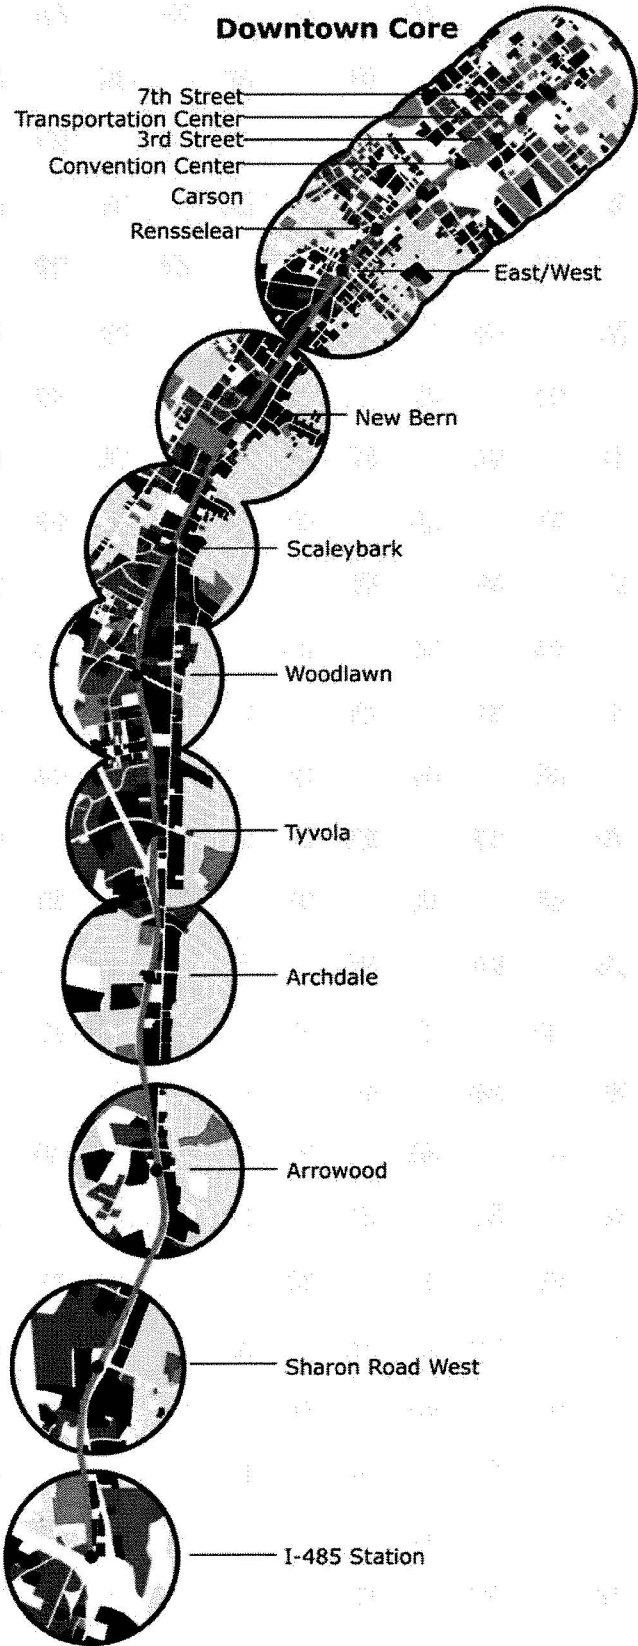 Downtown Core
7th Street
Transportation Center
3rd Street
Convention Center
Carson
Rensselear
East/West
New Bern
Scaleybark
Woodlawn
Tyvola
Archdale
Arrowood
Sharon Road West
I-485 Station